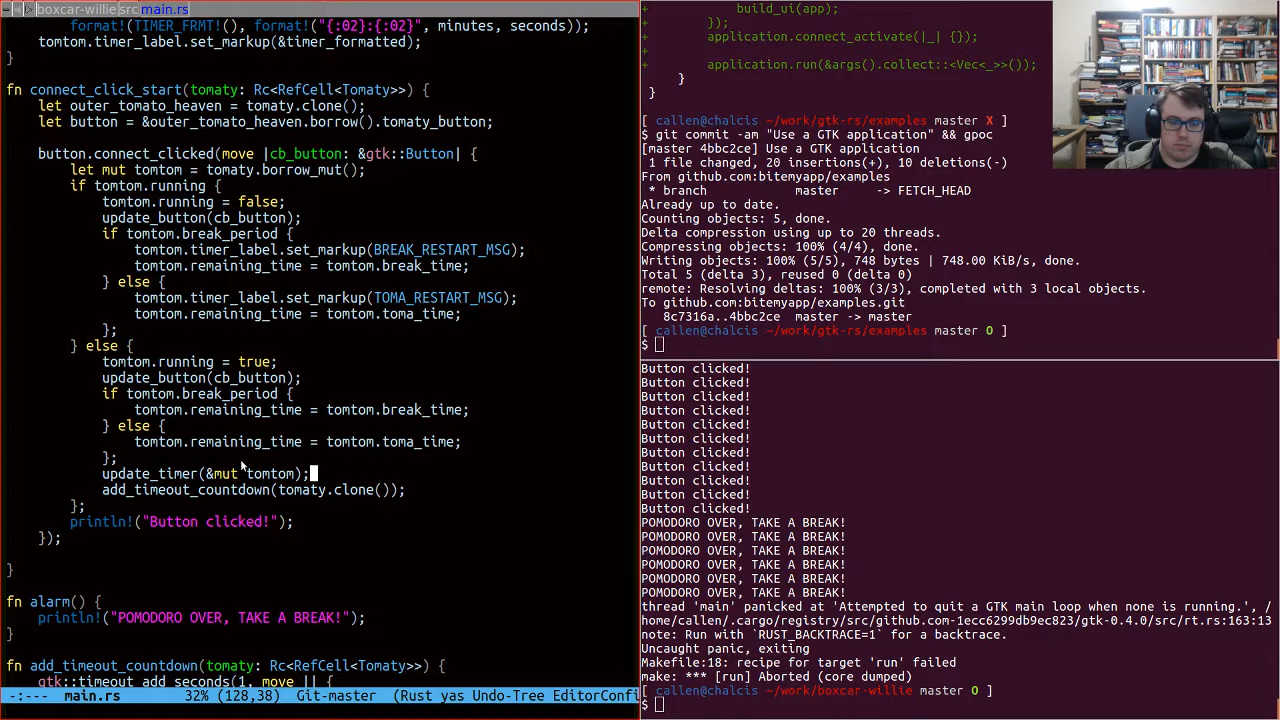 boxcar-willie src main.rs
format!(TIMER_FRMT!(), format!("{:02}:{:02}", minutes, seconds));
tomtom.timer_label.set_markup(&timer_formatted);
}
fn connect_click_start(tomaty: Rc<RefCell<Tomaty>>) {
let outer_tomato_heaven = tomaty.clone();
let button = &outer_tomato_heaven.borrow().tomaty_button;
button.connect_clicked(move |cb_button: &gtk::Button| {
let mut tomtom = tomaty.borrow_mut();
if tomtom.running {
tomtom.running = false;
update_button(cb_button);
if tomtom.break_period {
tomtom.timer_label.set_markup(BREAK_RESTART_MSG);
tomtom.remaining_time = tomtom.break_time;
} else {
tomtom.timer_label.set_markup(TOMA_RESTART_MSG);
tomtom.remaining_time = tomtom.toma_time;
};
} else {
tomtom.running = true;
update_button(cb_button);
if tomtom.break_period {
tomtom.remaining_time = tomtom.break_time;
} else {
tomtom.remaining_time = tomtom.toma_time;
};
update_timer(&mut tomtom);
add_timeout_countdown(tomaty.clone());
};
println!("Button clicked!");
});
}
fn alarm() {
println!("POMODORO OVER, TAKE A BREAK!");
}
fn add_timeout_countdown(tomaty: Rc<RefCell<Tomaty>>) {
gtk::timeout_add_seconds(1, move || {
-:--- main.rs 32% (128,38) Git-master (Rust yas Undo-Tree EditorConfi
+ build_ui(app);
+ });
+ application.connect_activate(|_| {});
+
+ application.run(&args().collect::<Vec<_>>());
}
}
[ callen@chalcis ~/work/gtk-rs/examples master X ]
$ git commit -am "Use a GTK application" && gpoc
[master 4bbc2ce] Use a GTK application
1 file changed, 20 insertions(+), 10 deletions(-)
From github.com:bitemyapp/examples
* branch master -> FETCH_HEAD
Already up to date.
Counting objects: 5, done.
Delta compression using up to 20 threads.
Compressing objects: 100% (4/4), done.
Writing objects: 100% (5/5), 748 bytes | 748.00 KiB/s, done.
Total 5 (delta 3), reused 0 (delta 0)
remote: Resolving deltas: 100% (3/3), completed with 3 local objects.
To github.com:bitemyapp/examples.git
8c7316a..4bbc2ce master -> master
[ callen@chalcis ~/work/gtk-rs/examples master O ]
$
Button clicked!
Button clicked!
Button clicked!
Button clicked!
Button clicked!
Button clicked!
Button clicked!
Button clicked!
Button clicked!
Button clicked!
Button clicked!
POMODORO OVER, TAKE A BREAK!
POMODORO OVER, TAKE A BREAK!
POMODORO OVER, TAKE A BREAK!
POMODORO OVER, TAKE A BREAK!
POMODORO OVER, TAKE A BREAK!
POMODORO OVER, TAKE A BREAK!
thread 'main' panicked at 'Attempted to quit a GTK main loop when none is running.', /
home/callen/.cargo/registry/src/github.com-1ecc6299db9ec823/gtk-0.4.0/src/rt.rs:163:13
note: Run with `RUST_BACKTRACE=1` for a backtrace.
Uncaught panic, exiting
Makefile:18: recipe for target 'run' failed
make: *** [run] Aborted (core dumped)
[ callen@chalcis ~/work/boxcar-willie master O ]
$